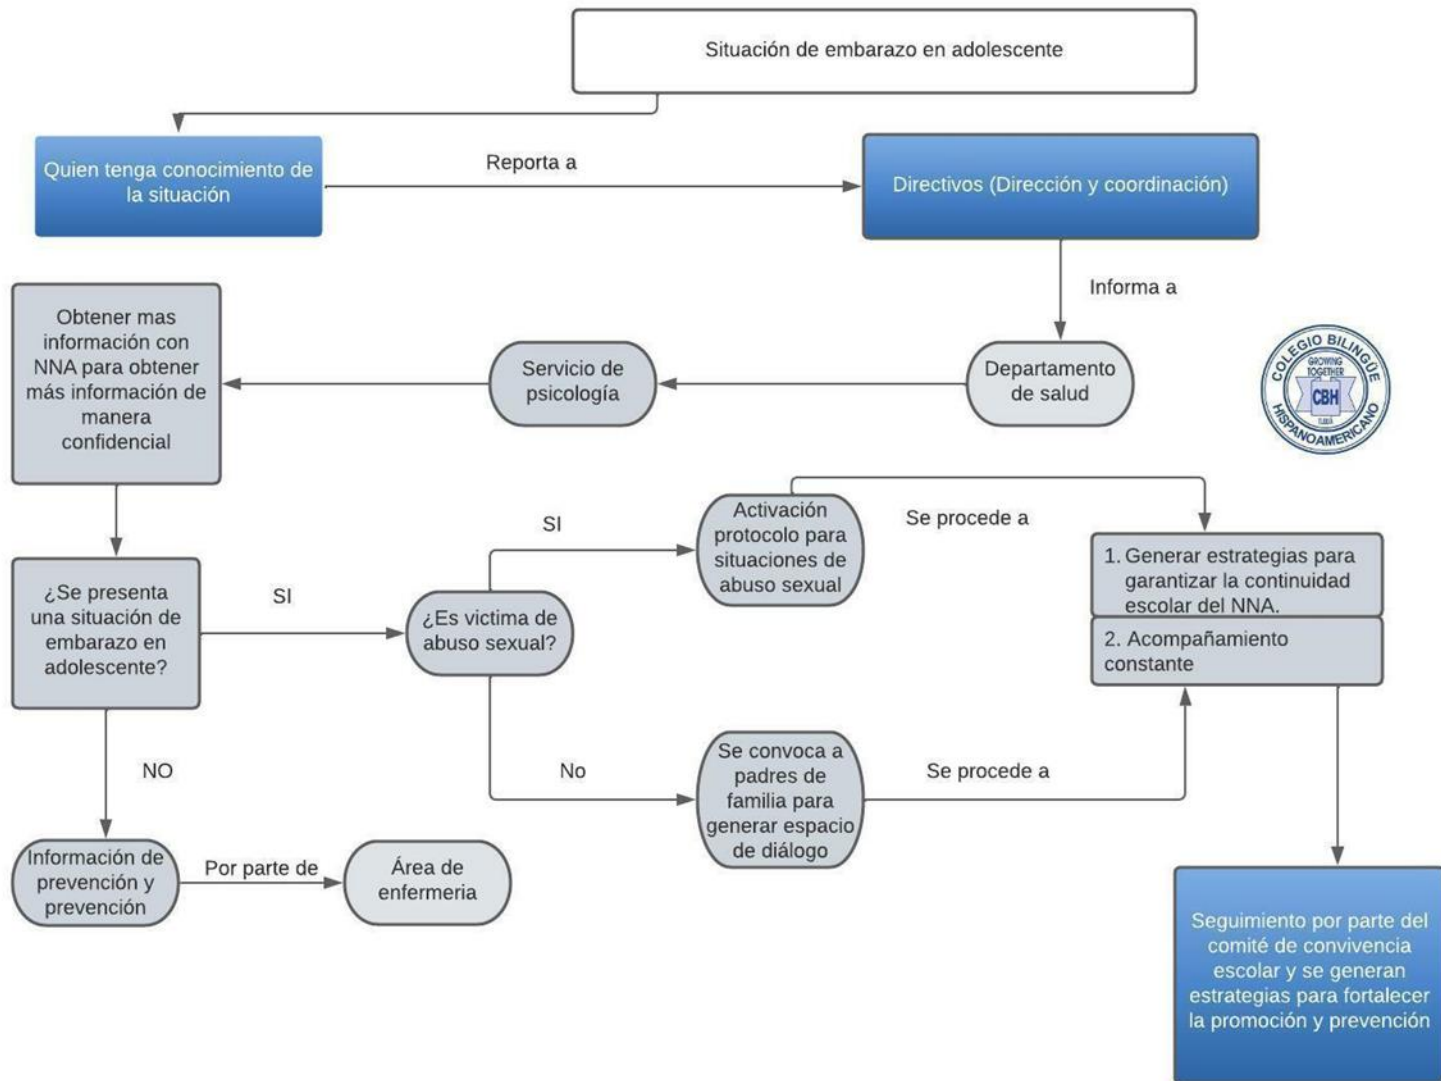 Situación de embarazo en adolescente
Quien tenga conocimiento de
la situación
Reporta a
Directivos (Dirección y coordinación)
Informa a
Obtener mas
información con
NNA para obtener
más información de
manera
confidencial
Servicio de
psicología
Departamento
de salud
COLEGIO BILINGÜE
GROWING
TOGETHER
CBH
HISPANOAMERICANO
¿Se presenta
una situación de
embarazo en
adolescente?
SI
¿Es victima de
abuso sexual?
SI
Activación
protocolo para
situaciones de
abuso sexual
Se procede a
1. Generar estrategias para
garantizar la continuidad
escolar del NNA.
2. Acompañamiento
constante
NO
No
Se convoca a
padres de
familia para
generar espacio
de diálogo
Se procede a
Información de
prevención y
prevención
Por parte de
Área de
enfermeria
Seguimiento por parte del
comité de convivencia
escolar y se generan
estrategias para fortalecer
la promoción y prevención